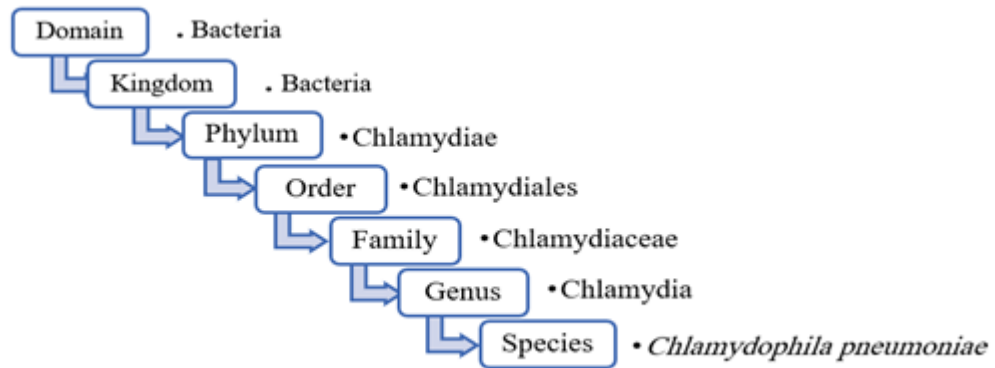 Domain . Bacteria
Kingdom . Bacteria
Phylum •Chlamydiae
Order •Chlamydiales
Family •Chlamydiaceae
Genus •Chlamydia
Species •Chlamydophila pneumoniae